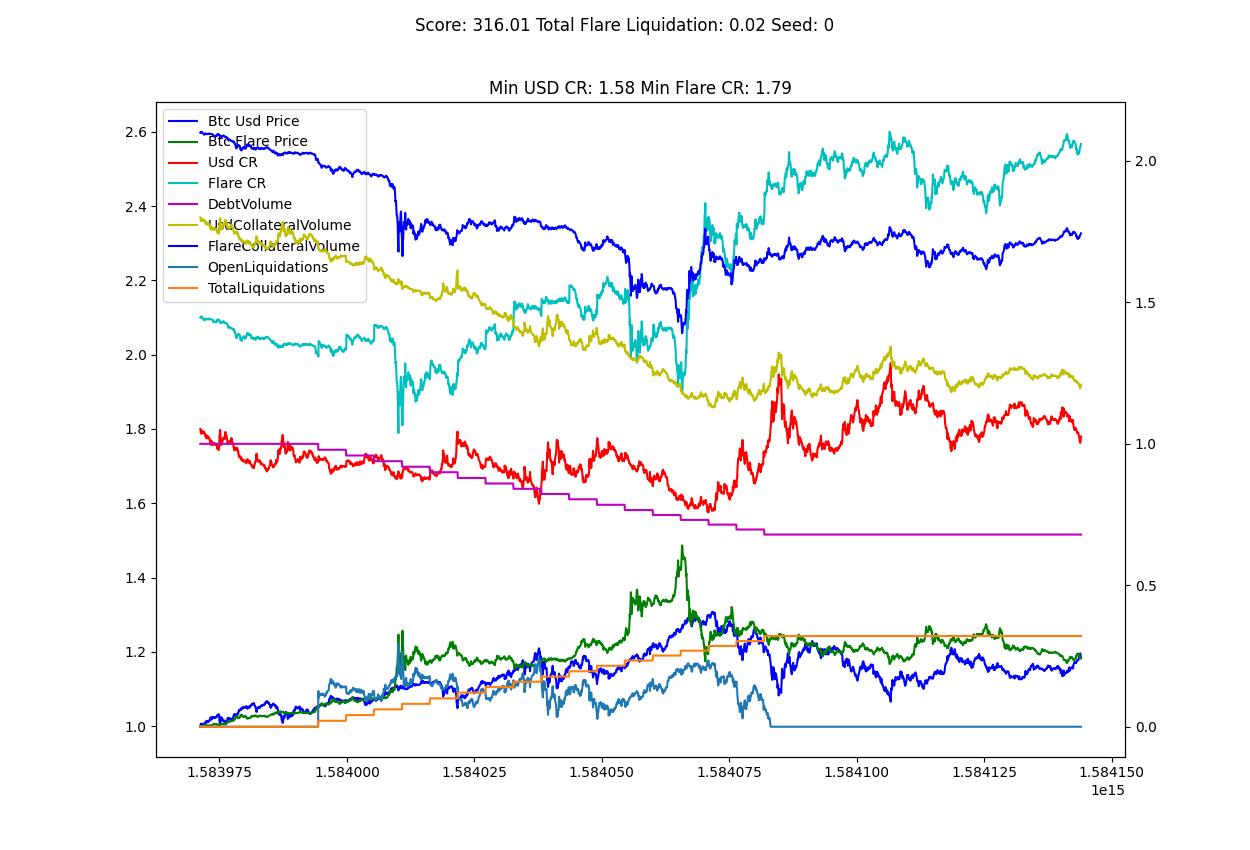 Score: 316.01 Total Flare Liquidation: 0.02 Seed: 0
Min USD CR: 1.58 Min Flare CR: 1.79
Btc Usd Price
Btc Flare Price
Usd CR
Flare CR
DebtVolume
UsdCollateralVolume
FlareCollateralVolume
OpenLiquidations
TotalLiquidations
2.6
2.4
2.2
2.0
1.8
1.6
1.4
1.2
1.0
2.0
1.5
1.0
0.5
0.0
1.583975 1.584000 1.584025 1.584050 1.584075 1.584100 1.584125 1.584150
1e15